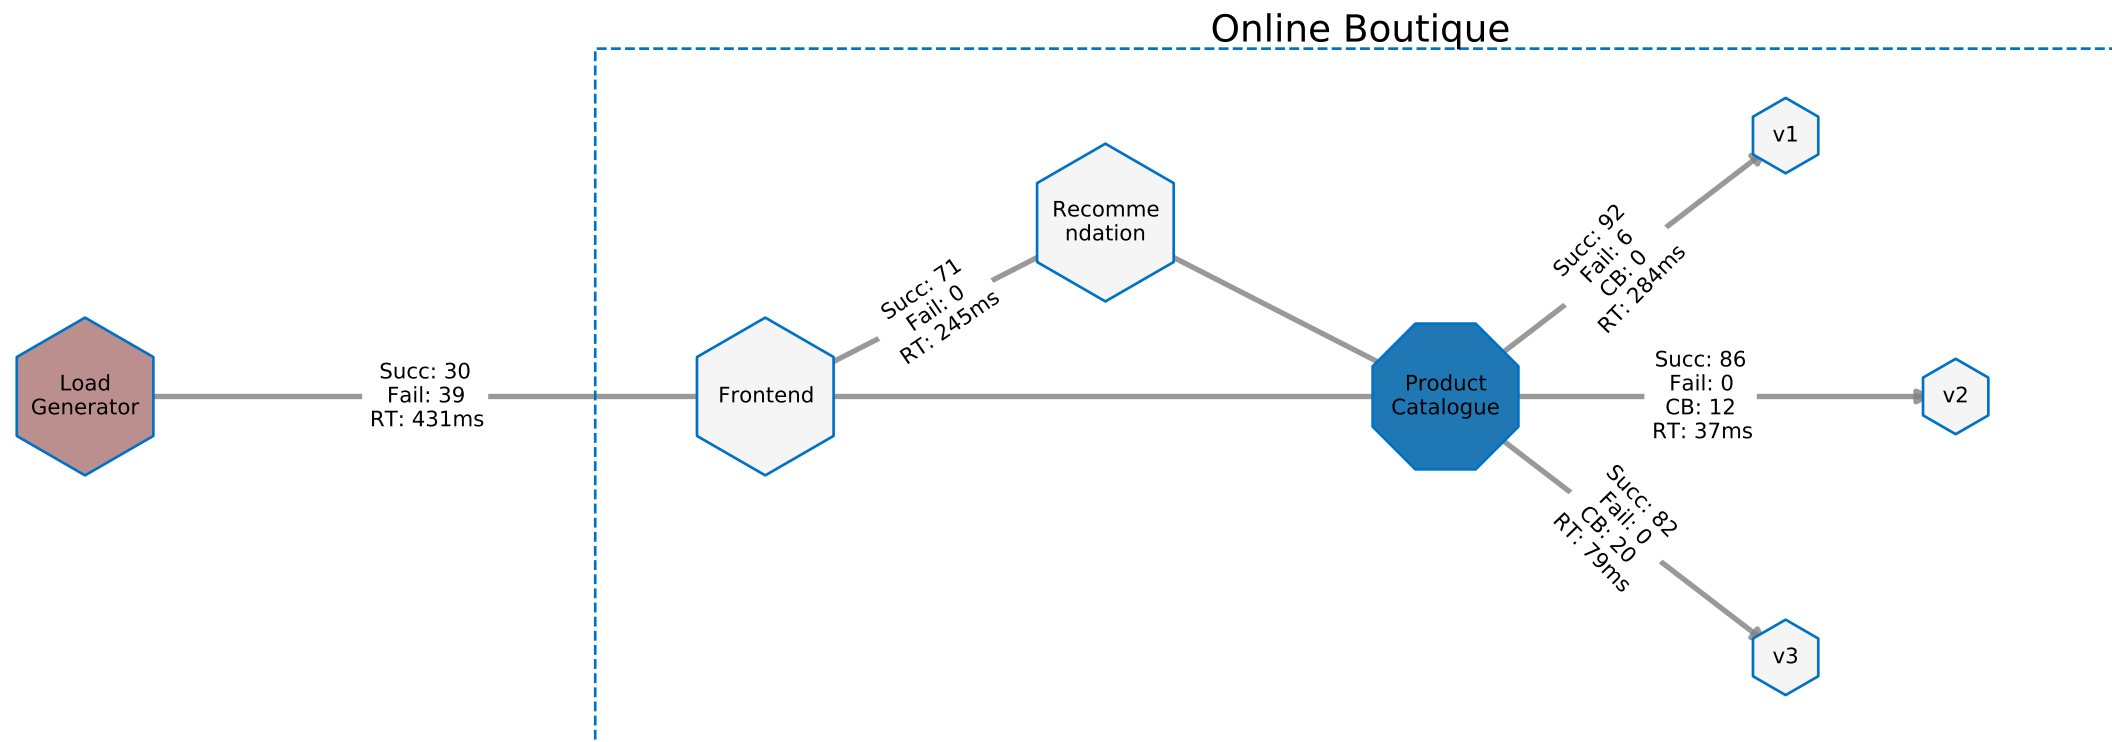 Online Boutique
Load
Generator
Succ: 30
Fail: 39
RT: 431ms
Frontend
Succ: 71
Fail: 0
RT: 245ms
Recomme
ndation
Product
Catalogue
Succ: 92
Fail: 6
CB: 0
RT: 284ms
v1
Succ: 86
Fail: 0
CB: 12
RT: 37ms
v2
Succ: 82
Fail: 0
CB: 20
RT: 79ms
v3